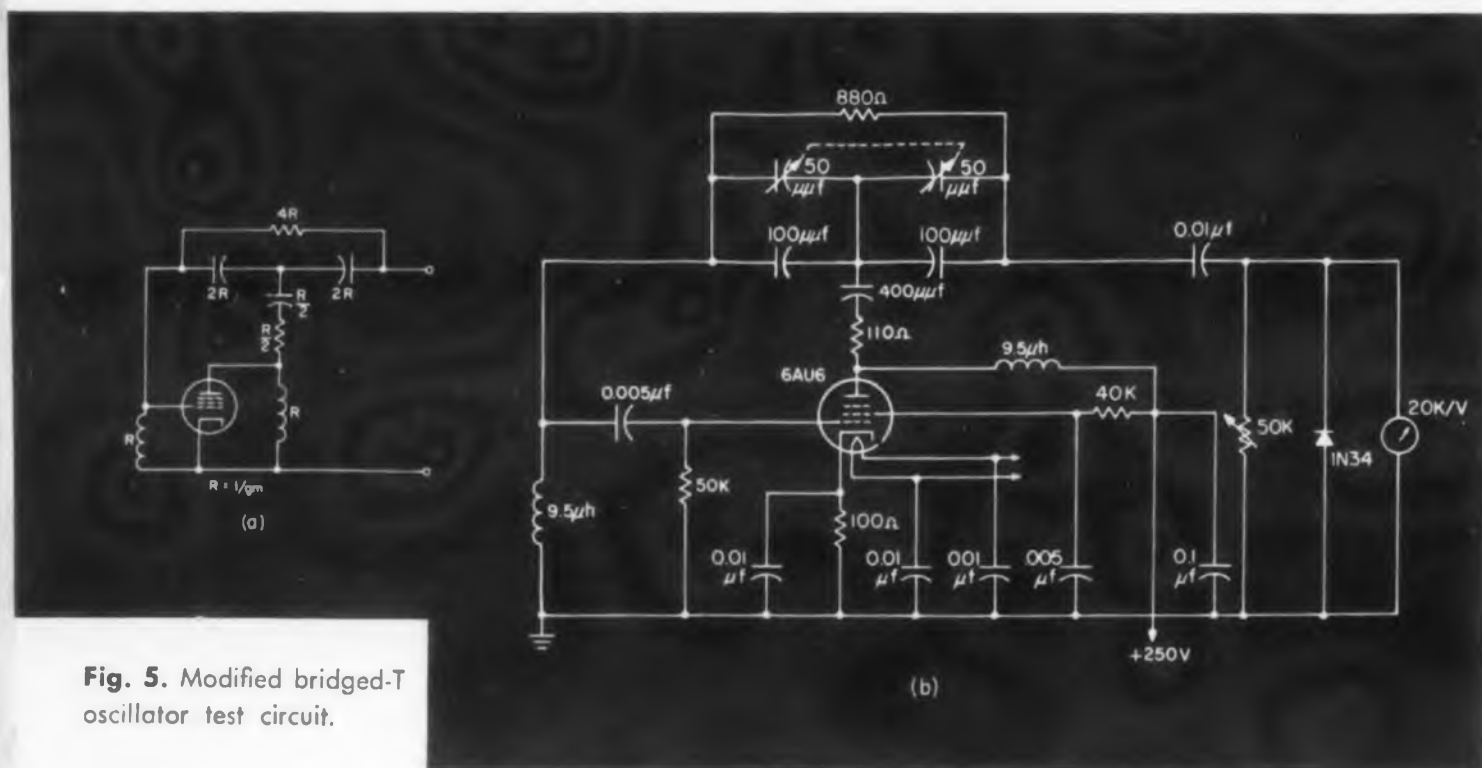 4R
2R
2R
R
2
R
2
R
R
R = 1/gm
(a)
880Ω
50
μμf
50
μμf
100μμf
100μμf
0.01μf
400μμf
110Ω
9.5μh
6AU6
0.005μf
40K
20K/V
50K
1N34
50K
9.5μh
100Ω
0.01
μf
0.01
μf
.001
μf
.005
μf
0.1
μf
+250V
(b)
Fig. 5. Modified bridged-T
oscillator test circuit.